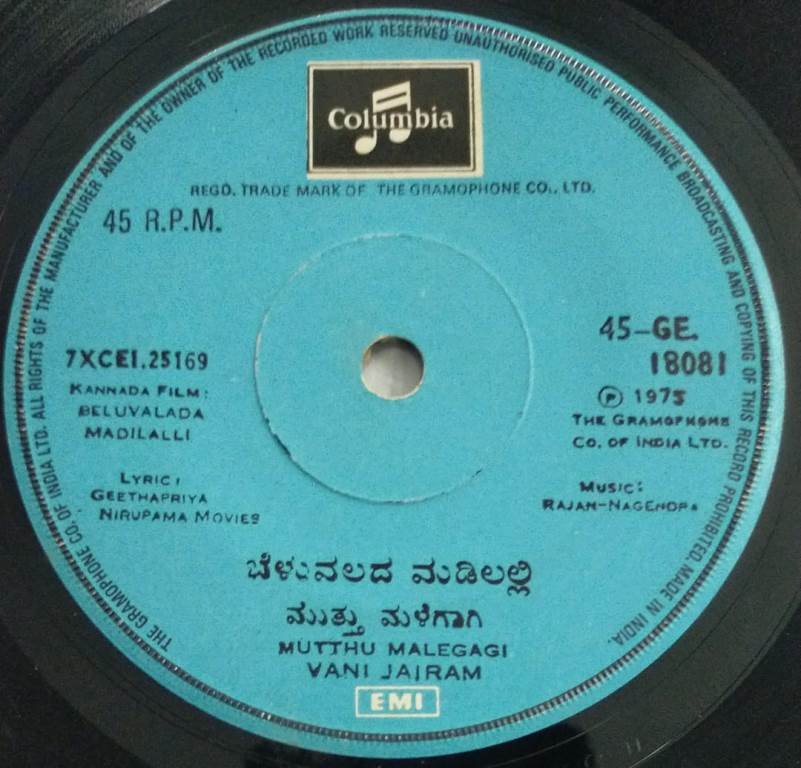 THE GRAMOPHONE CO. OF INDIA LTD. ALL RIGHTS OF THE MANUFACTURER AND OF THE OWNER OF THE RECORDED WORK RESERVED UNAUTHORISED PUBLIC PERFORMANCE BROADCASTING AND COPYING OF THIS RECORD PROHIBITED. MADE IN INDIA.
Columbia
REGD. TRADE MARK OF THE GRAMOPHONE CO., LTD.
45 R.P.M.
7XCEI.25169
KANNADA FILM:
BELUVALADA
MADILALLI
LYRIC:
GEETHAPRIYA
NIRUPAMA MOVIES
45-GE.
18081
Ⓟ 1975
THE GRAMOPHONE
CO. OF INDIA LTD.
MUSIC:
RAJAN-NAGENDRA
ಬೆಳುವಲದ ಮಡಿಲಲ್ಲಿ
ಮುತ್ತು ಮಳೆಗಾಗಿ
MUTTHU MALEGAGI
VANI JAIRAM
EMI